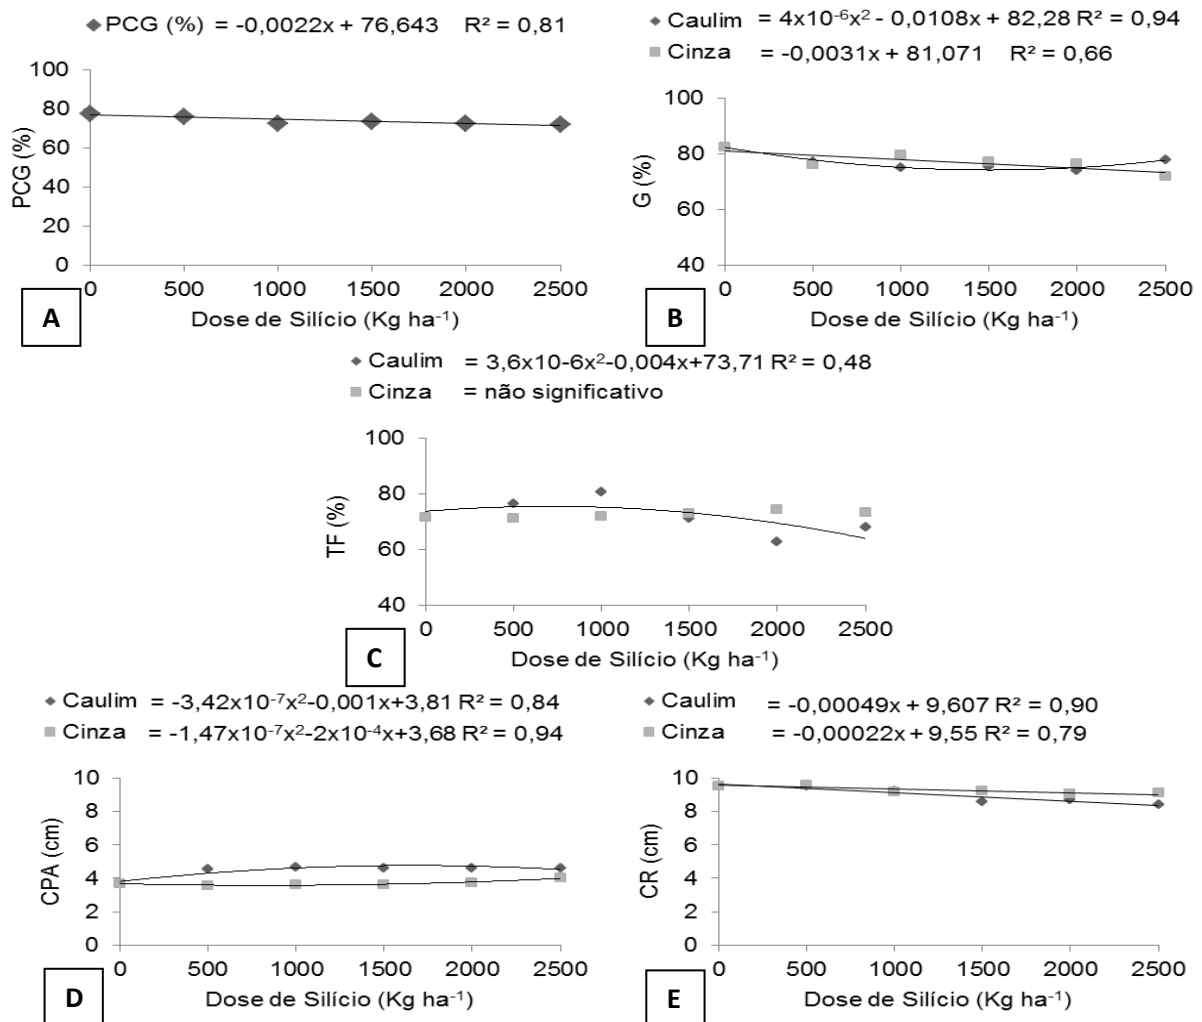 PCG (%) = -0,0022x + 76,643 R² = 0,81
100
80
60
40
20
0
PCG (%)
0 500 1000 1500 2000 2500
Dose de Silício (Kg ha⁻¹)
A
Caulim = 4x10⁻⁶x² - 0,0108x + 82,28 R² = 0,94
Cinza = -0,0031x + 81,071 R² = 0,66
100
80
60
40
G (%)
0 500 1000 1500 2000 2500
Dose de Silício (Kg ha⁻¹)
B
Caulim = 3,6x10-6x²-0,004x+73,71 R² = 0,48
Cinza = não significativo
100
80
60
40
TF (%)
0 500 1000 1500 2000 2500
Dose de Silício (Kg ha⁻¹)
C
Caulim = -3,42x10⁻⁷x²-0,001x+3,81 R² = 0,84
Cinza = -1,47x10⁻⁷x²-2x10⁻⁴x+3,68 R² = 0,94
10
8
6
4
2
0
CPA (cm)
0 500 1000 1500 2000 2500
Dose de Silício (Kg ha⁻¹)
D
Caulim = -0,00049x + 9,607 R² = 0,90
Cinza = -0,00022x + 9,55 R² = 0,79
10
8
6
4
2
0
CR (cm)
0 500 1000 1500 2000 2500
Dose de Silício (Kg ha⁻¹)
E